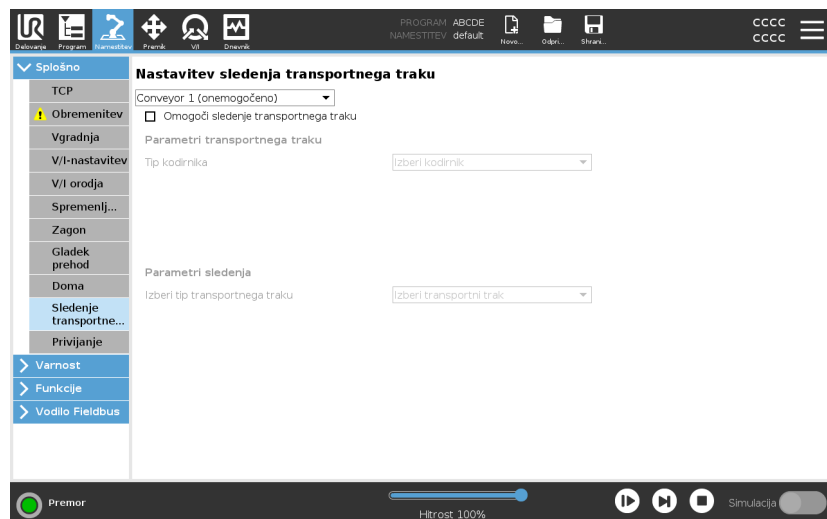 PROGRAM ABCDE
NAMESTITEV default
CCCC
CCCC
Delovanje Program Namestitev Premik V/I Dnevnik Novo... Odpri... Shrani...
Splošno
TCP
Obremenitev
Vgradnja
V/I-nastavitev
V/I orodja
Spremenlj...
Zagon
Gladek
prehod
Doma
Sledenje
transportne...
Privijanje
Varnost
Funkcije
Vodilo Fieldbus
Nastavitev sledenja transportnega traku
Conveyor 1 (onemogočeno)
Omogoči sledenje transportnega traku
Parametri transportnega traku
Tip kodirnika Izberi kodirnik
Parametri sledenja
Izberi tip transportnega traku Izberi transportni trak
Premor
Hitrost 100%
Simulacija